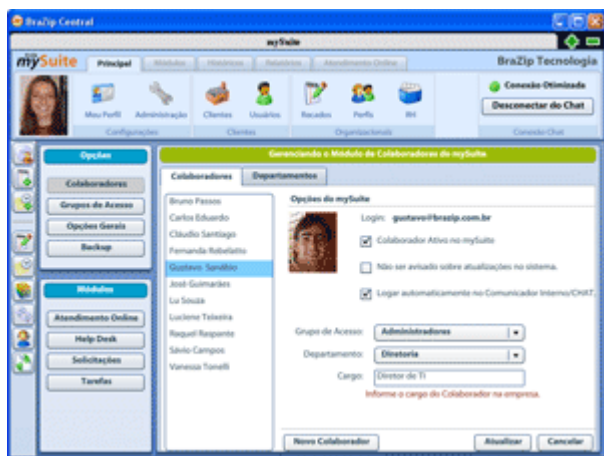 BraZip Central
mySuite
mySuite
Principal
Módulos
Históricos
Relatórios
Atendimento Online
BraZip Tecnologia
Meu Perfil
Administração
Clientes
Usuários
Recados
Perfis
RH
Conexão Otimizada
Desconectar do Chat
Configurações
Clientes
Organizacionais
Conexão Chat
Opções
Colaboradores
Grupos de Acesso
Opções Gerais
Backup
Módulos
Atendimento Online
Help Desk
Solicitações
Tarefas
Gerenciando o Módulo de Colaboradores do mySuite
Colaboradores
Departamentos
Bruno Passos
Carlos Eduardo
Cláudio Santiago
Fernanda Rebelatto
Gustavo Sanábio
José Guimarães
Lu Souza
Luciene Teixeira
Raquel Raspante
Sávio Campos
Vanessa Tonelli
Opções do mySuite
Login: gustavo@brazip.com.br
Colaborador Ativo no mySuite
Não ser avisado sobre atualizações no sistema.
Logar automaticamente no Comunicador Interno/CHAT.
Grupo de Acesso: Administradores
Departamento: Diretoria
Cargo: Diretor de TI
Informe o cargo do Colaborador na empresa.
Novo Colaborador
Atualizar
Cancelar